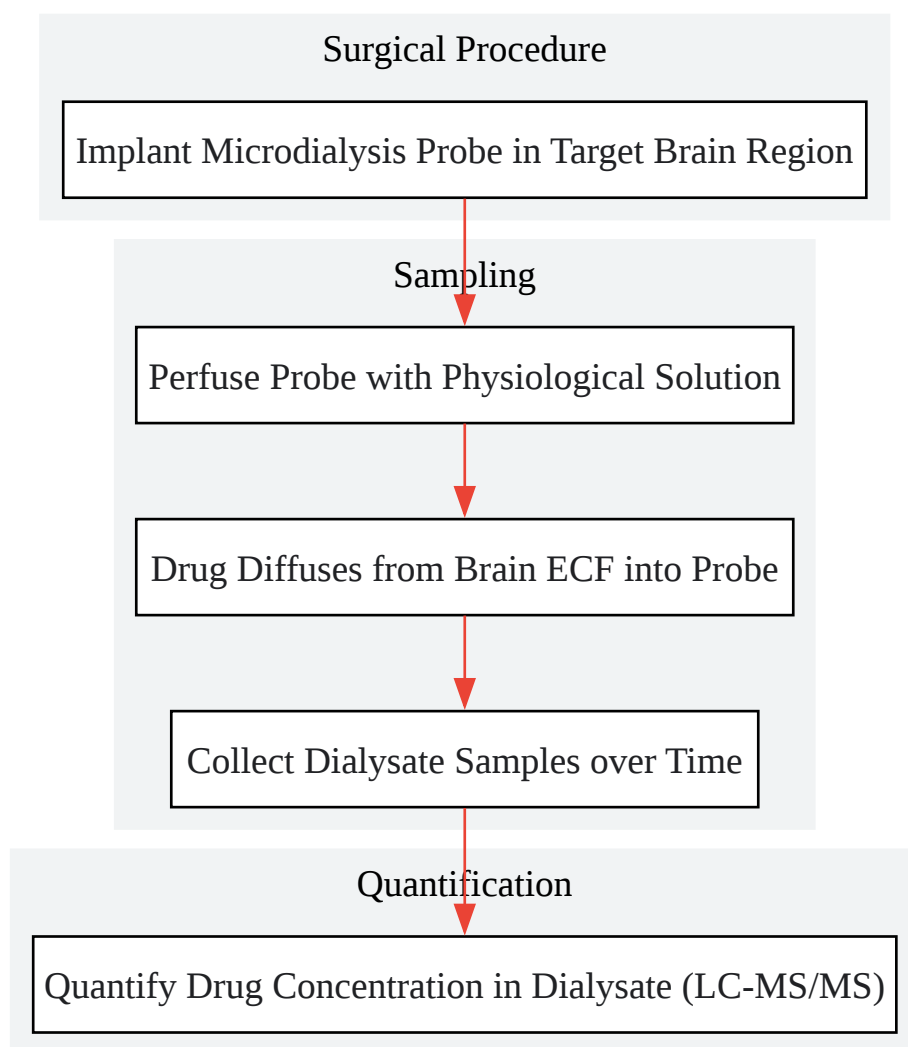 Surgical Procedure
Implant Microdialysis Probe in Target Brain Region
Sampling
Perfuse Probe with Physiological Solution
Drug Diffuses from Brain ECF into Probe
Collect Dialysate Samples over Time
Quantification
Quantify Drug Concentration in Dialysate (LC-MS/MS)